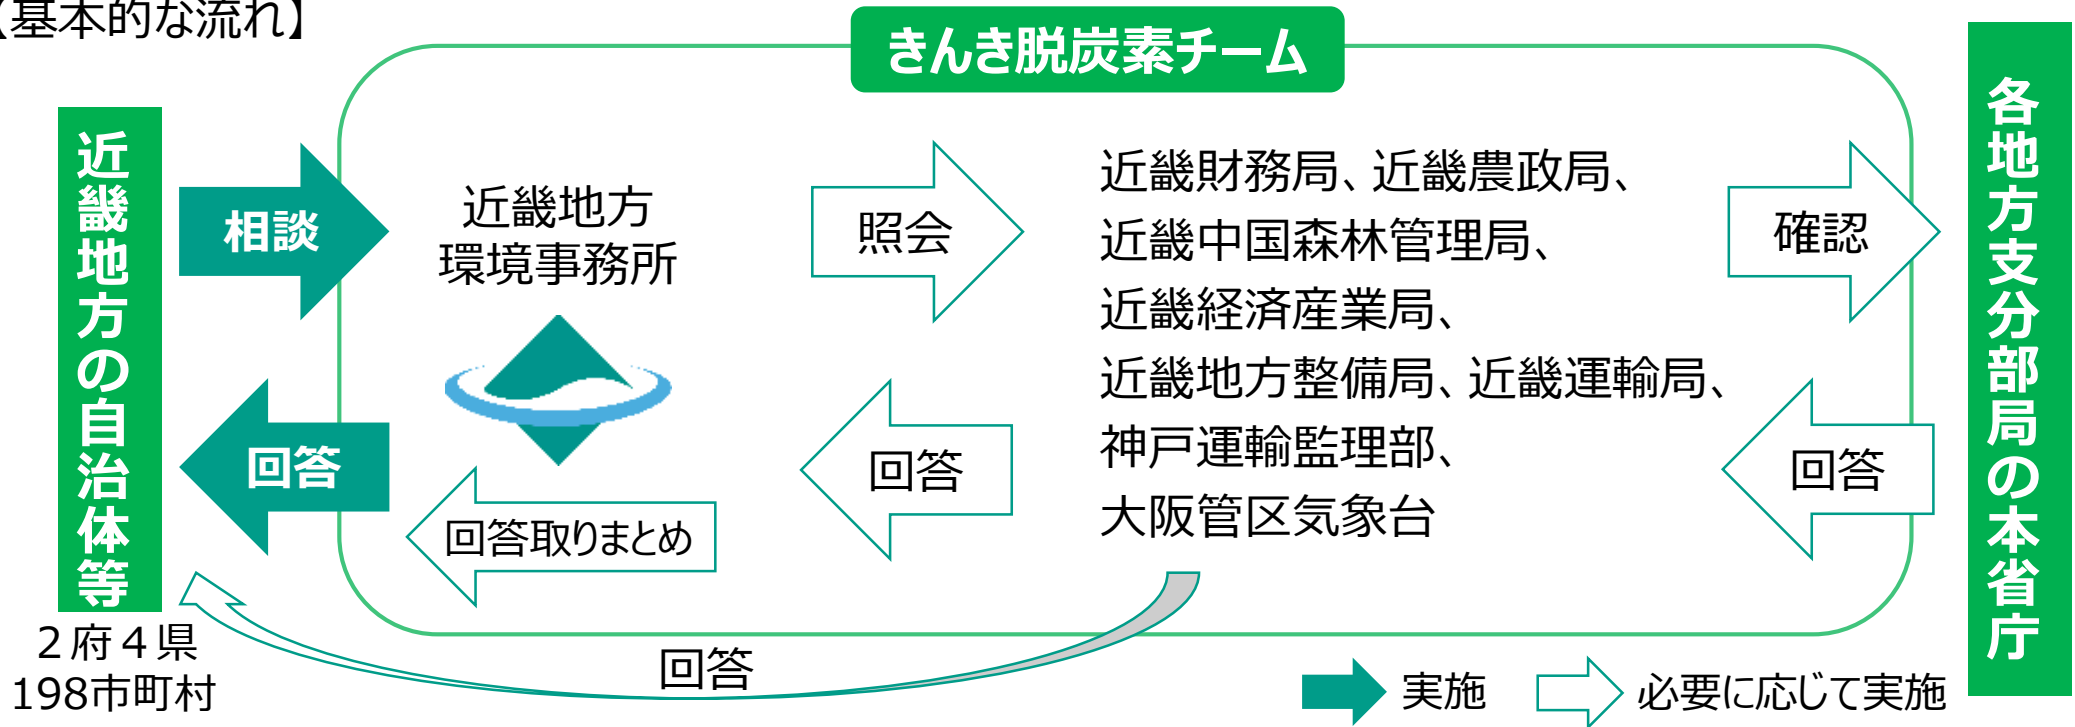 【基本的な流れ】
きんき脱炭素チーム
近畿地方の自治体等
２府４県
198市町村
相談
回答
近畿地方
環境事務所
回答取りまとめ
照会
回答
近畿財務局、近畿農政局、
近畿中国森林管理局、
近畿経済産業局、
近畿地方整備局、近畿運輸局、
神戸運輸監理部、
大阪管区気象台
確認
回答
各地方支分部局の本省庁
回答
実施
必要に応じて実施